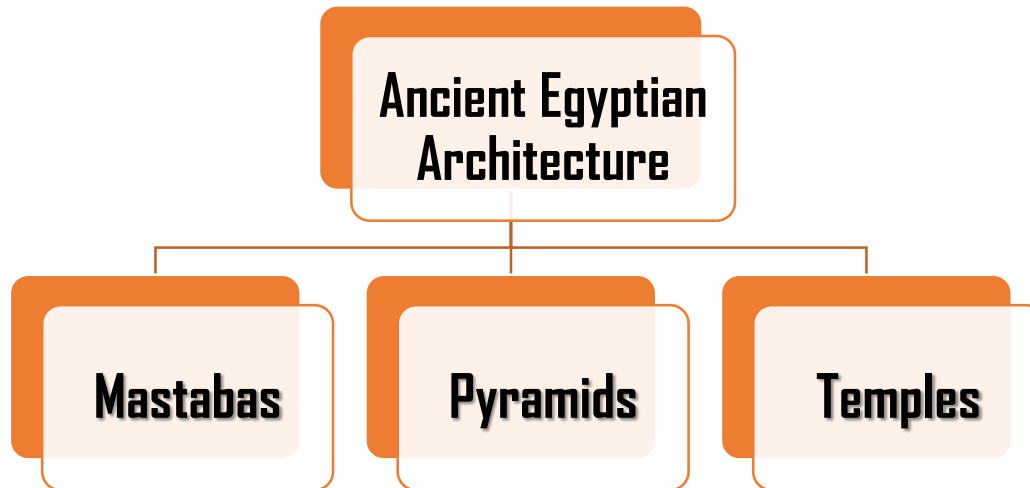 Ancient Egyptian
Architecture
Mastabas
Pyramids
Temples